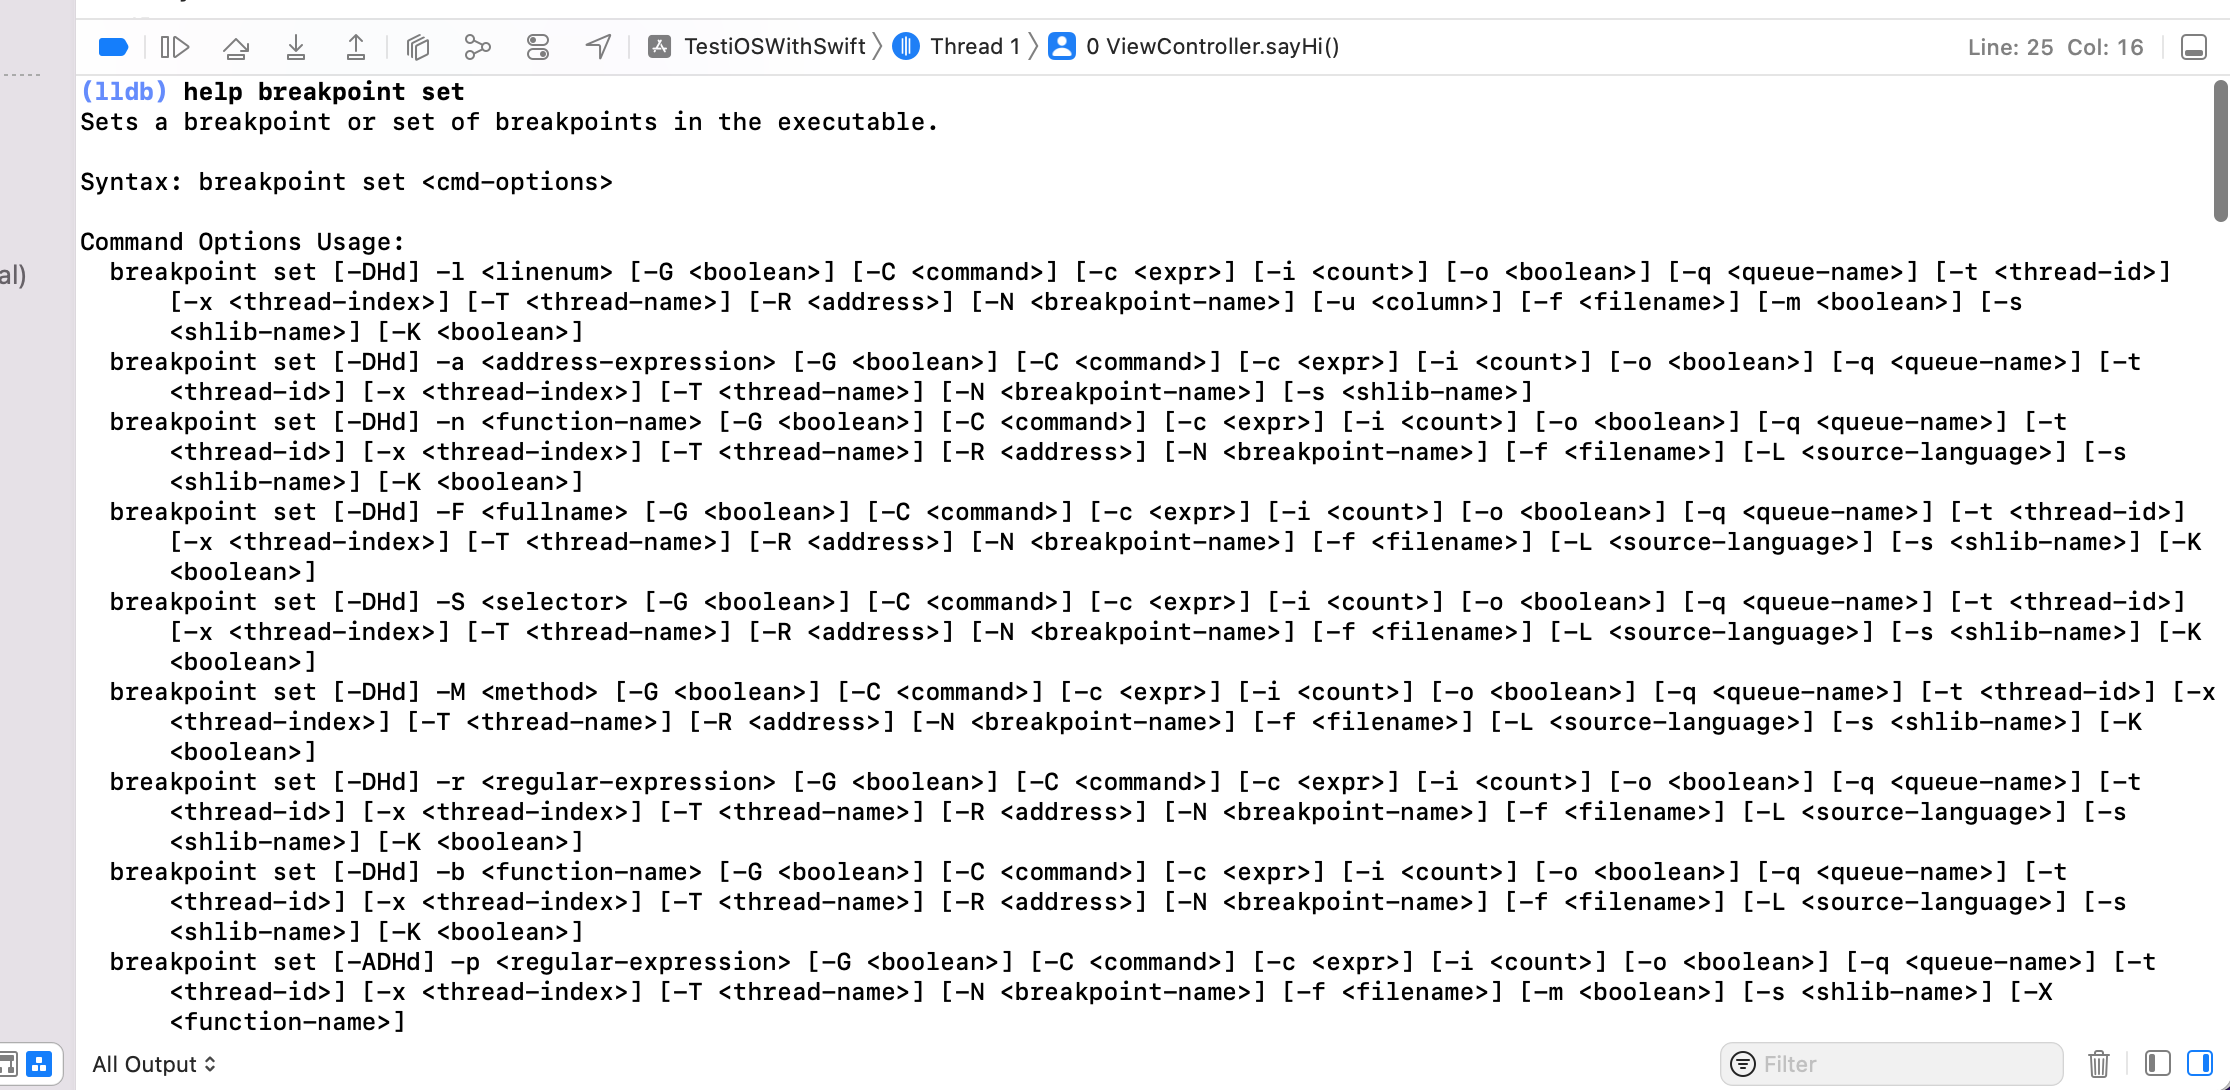 TestiOSWithSwift 〉 Thread 1 〉 0 ViewController.sayHi()
Line: 25 Col: 16
(lldb) help breakpoint set
Sets a breakpoint or set of breakpoints in the executable.
Syntax: breakpoint set <cmd-options>
Command Options Usage:
al)
breakpoint set [-DHd] -l <linenum> [-G <boolean>] [-C <command>] [-c <expr>] [-i <count>] [-o <boolean>] [-q <queue-name>] [-t <thread-id>]
[-x <thread-index>] [-T <thread-name>] [-R <address>] [-N <breakpoint-name>] [-u <column>] [-f <filename>] [-m <boolean>] [-s
<shlib-name>] [-K <boolean>]
breakpoint set [-DHd] -a <address-expression> [-G <boolean>] [-C <command>] [-c <expr>] [-i <count>] [-o <boolean>] [-q <queue-name>] [-t
<thread-id>] [-x <thread-index>] [-T <thread-name>] [-N <breakpoint-name>] [-s <shlib-name>]
breakpoint set [-DHd] -n <function-name> [-G <boolean>] [-C <command>] [-c <expr>] [-i <count>] [-o <boolean>] [-q <queue-name>] [-t
<thread-id>] [-x <thread-index>] [-T <thread-name>] [-R <address>] [-N <breakpoint-name>] [-f <filename>] [-L <source-language>] [-s
<shlib-name>] [-K <boolean>]
breakpoint set [-DHd] -F <fullname> [-G <boolean>] [-C <command>] [-c <expr>] [-i <count>] [-o <boolean>] [-q <queue-name>] [-t <thread-id>]
[-x <thread-index>] [-T <thread-name>] [-R <address>] [-N <breakpoint-name>] [-f <filename>] [-L <source-language>] [-s <shlib-name>] [-K
<boolean>]
breakpoint set [-DHd] -S <selector> [-G <boolean>] [-C <command>] [-c <expr>] [-i <count>] [-o <boolean>] [-q <queue-name>] [-t <thread-id>]
[-x <thread-index>] [-T <thread-name>] [-R <address>] [-N <breakpoint-name>] [-f <filename>] [-L <source-language>] [-s <shlib-name>] [-K
<boolean>]
breakpoint set [-DHd] -M <method> [-G <boolean>] [-C <command>] [-c <expr>] [-i <count>] [-o <boolean>] [-q <queue-name>] [-t <thread-id>] [-x
<thread-index>] [-T <thread-name>] [-R <address>] [-N <breakpoint-name>] [-f <filename>] [-L <source-language>] [-s <shlib-name>] [-K
<boolean>]
breakpoint set [-DHd] -r <regular-expression> [-G <boolean>] [-C <command>] [-c <expr>] [-i <count>] [-o <boolean>] [-q <queue-name>] [-t
<thread-id>] [-x <thread-index>] [-T <thread-name>] [-R <address>] [-N <breakpoint-name>] [-f <filename>] [-L <source-language>] [-s
<shlib-name>] [-K <boolean>]
breakpoint set [-DHd] -b <function-name> [-G <boolean>] [-C <command>] [-c <expr>] [-i <count>] [-o <boolean>] [-q <queue-name>] [-t
<thread-id>] [-x <thread-index>] [-T <thread-name>] [-R <address>] [-N <breakpoint-name>] [-f <filename>] [-L <source-language>] [-s
<shlib-name>] [-K <boolean>]
breakpoint set [-ADHd] -p <regular-expression> [-G <boolean>] [-C <command>] [-c <expr>] [-i <count>] [-o <boolean>] [-q <queue-name>] [-t
<thread-id>] [-x <thread-index>] [-T <thread-name>] [-N <breakpoint-name>] [-f <filename>] [-m <boolean>] [-s <shlib-name>] [-X
<function-name>]
All Output
Filter